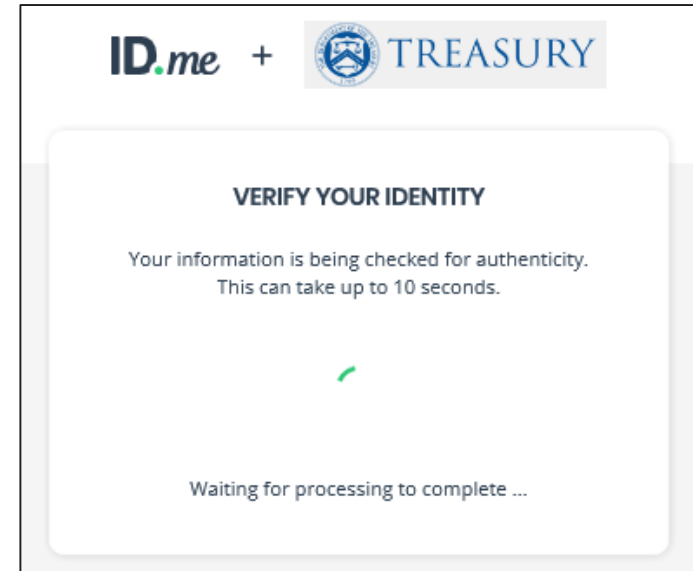 ID.me + TREASURY
VERIFY YOUR IDENTITY
Your information is being checked for authenticity.
This can take up to 10 seconds.
Waiting for processing to complete ...